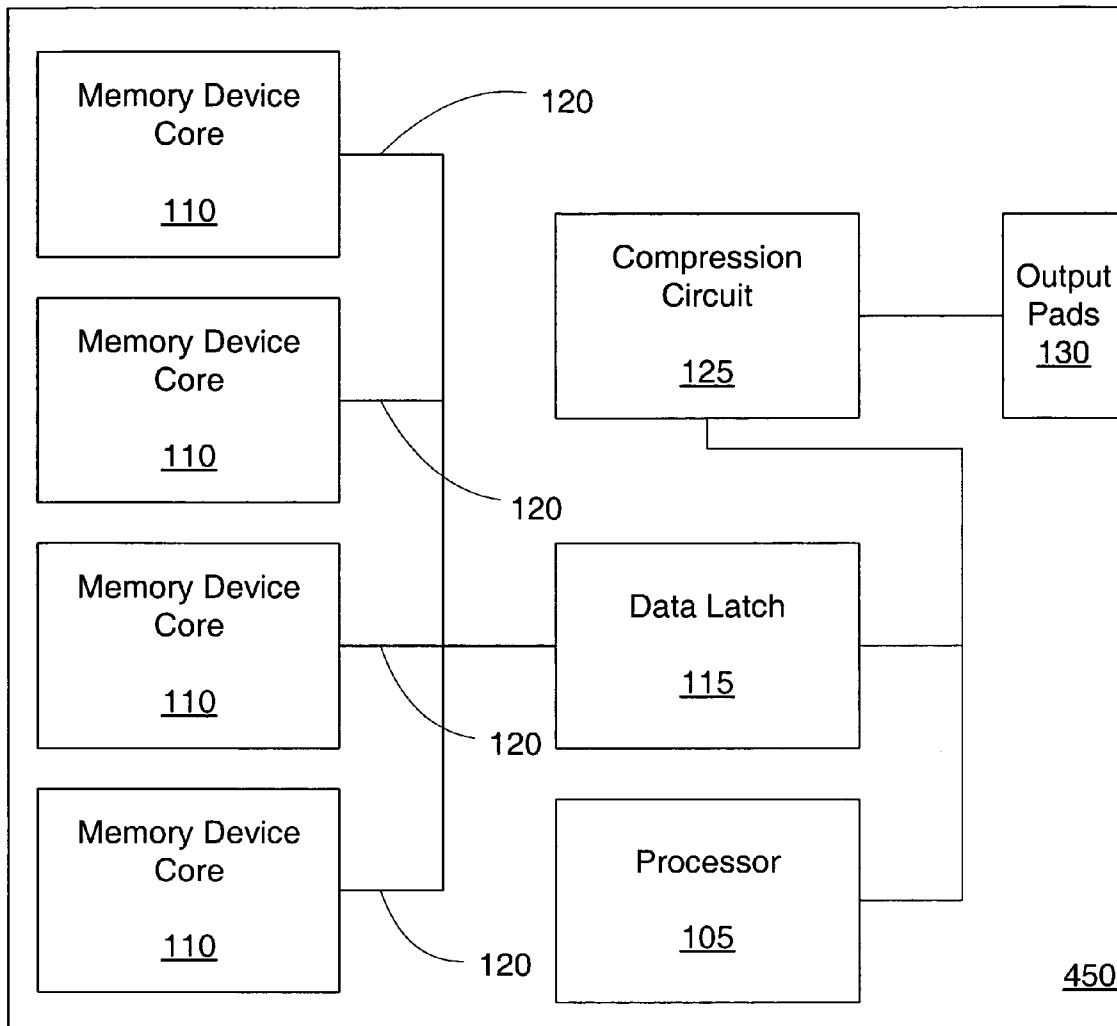 Memory Device
Core
110
120
Memory Device
Core
110
120
Memory Device
Core
110
120
Memory Device
Core
110
120
Compression
Circuit
125
Output
Pads
130
Data Latch
115
Processor
105
450